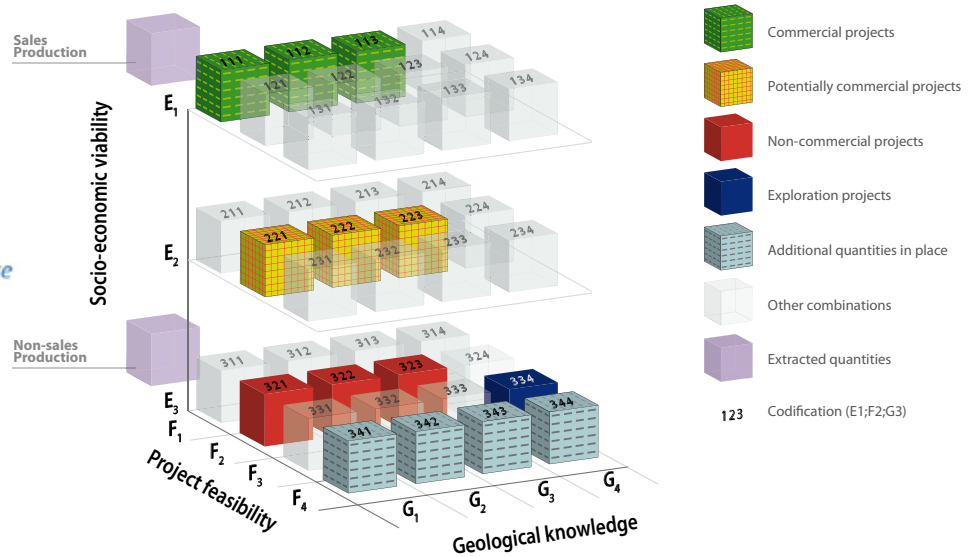 Sales
Production
Non-sales
Production
Socio-economic viability
E1
E2
E3
111
112
113
114
121
122
123
124
131
132
133
134
211
212
213
214
221
222
223
224
231
232
233
234
311
312
313
314
321
322
323
324
331
332
333
334
341
342
343
344
F1
F2
F3
F4
Project feasibility
G1
G2
G3
G4
Geological knowledge
Commercial projects
Potentially commercial projects
Non-commercial projects
Exploration projects
Additional quantities in place
Other combinations
Extracted quantities
123 Codification (E1;F2;G3)